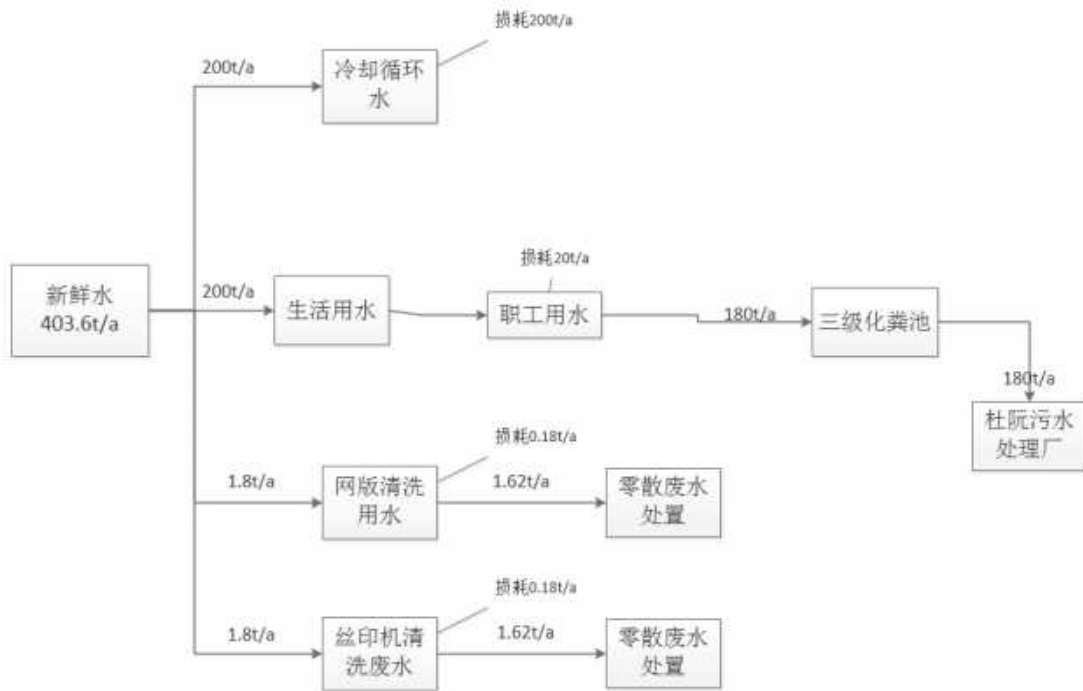 损耗200t/a
200t/a
冷却循环
水
新鲜水
403.6t/a
200t/a
生活用水
损耗20t/a
职工用水
180t/a
三级化粪池
180t/a
杜阮污水
处理厂
损耗0.18t/a
1.8t/a
网版清洗
用水
1.62t/a
零散废水
处置
损耗0.18t/a
1.8t/a
丝印机清
洗废水
1.62t/a
零散废水
处置